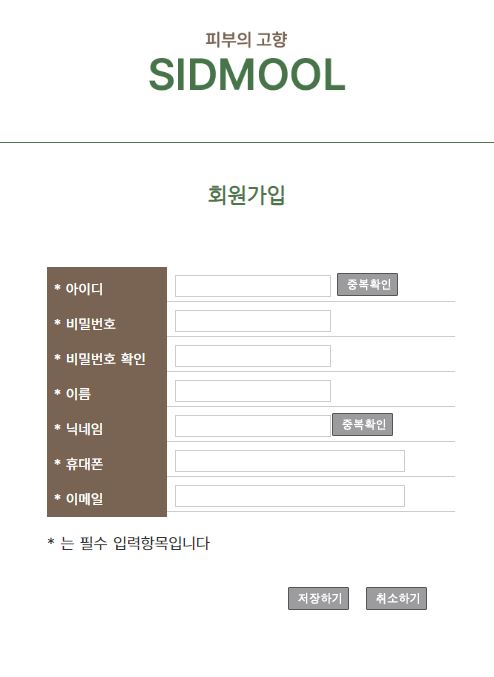 피부의 고향
SIDMOOL
회원가입
* 아이디 중복확인
* 비밀번호
* 비밀번호 확인
* 이름
* 닉네임 중복확인
* 휴대폰
* 이메일
* 는 필수 입력항목입니다
저장하기 취소하기